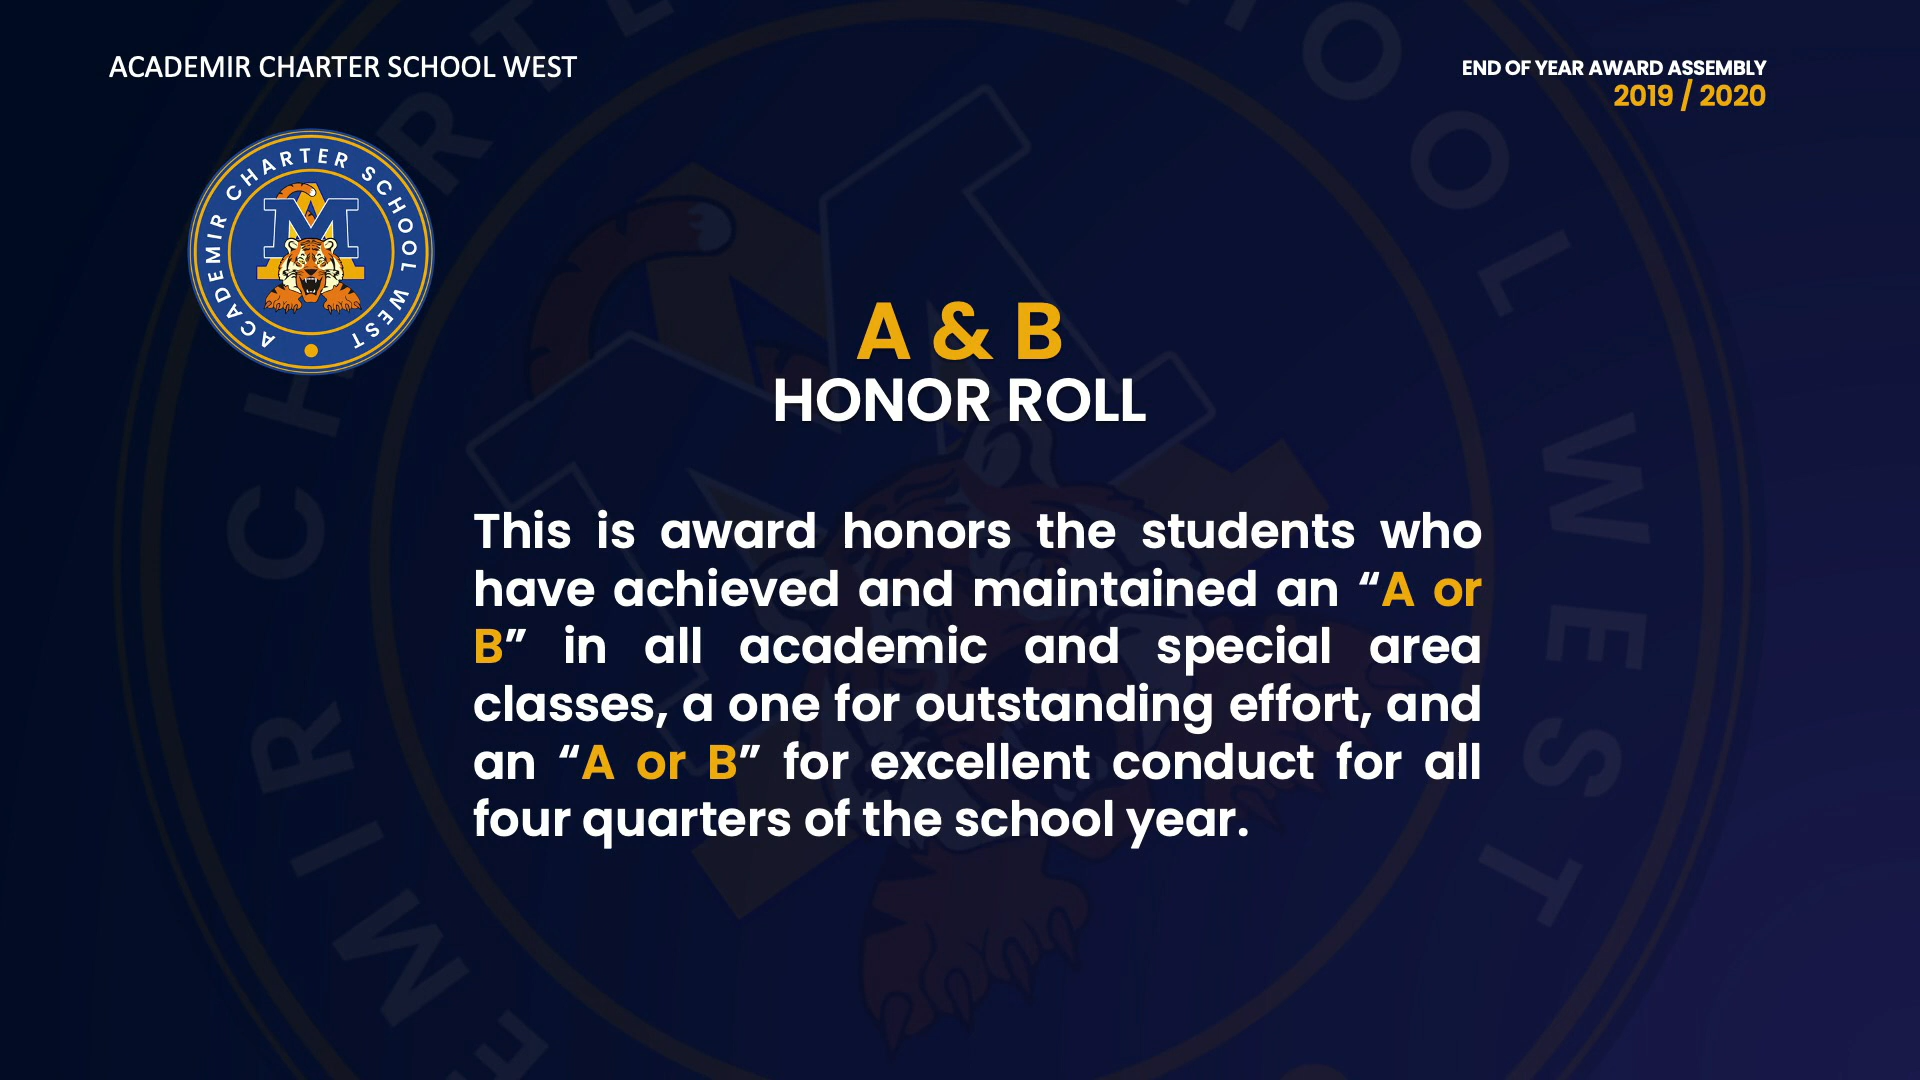 ACADEMIR CHARTER SCHOOL WEST
END OF YEAR AWARD ASSEMBLY
2019 / 2020
ACADEMIR CHARTER SCHOOL WEST
M
A & B
HONOR ROLL
This is award honors the students who
have achieved and maintained an “A or
B” in all academic and special area
classes, a one for outstanding effort, and
an “A or B” for excellent conduct for all
four quarters of the school year.